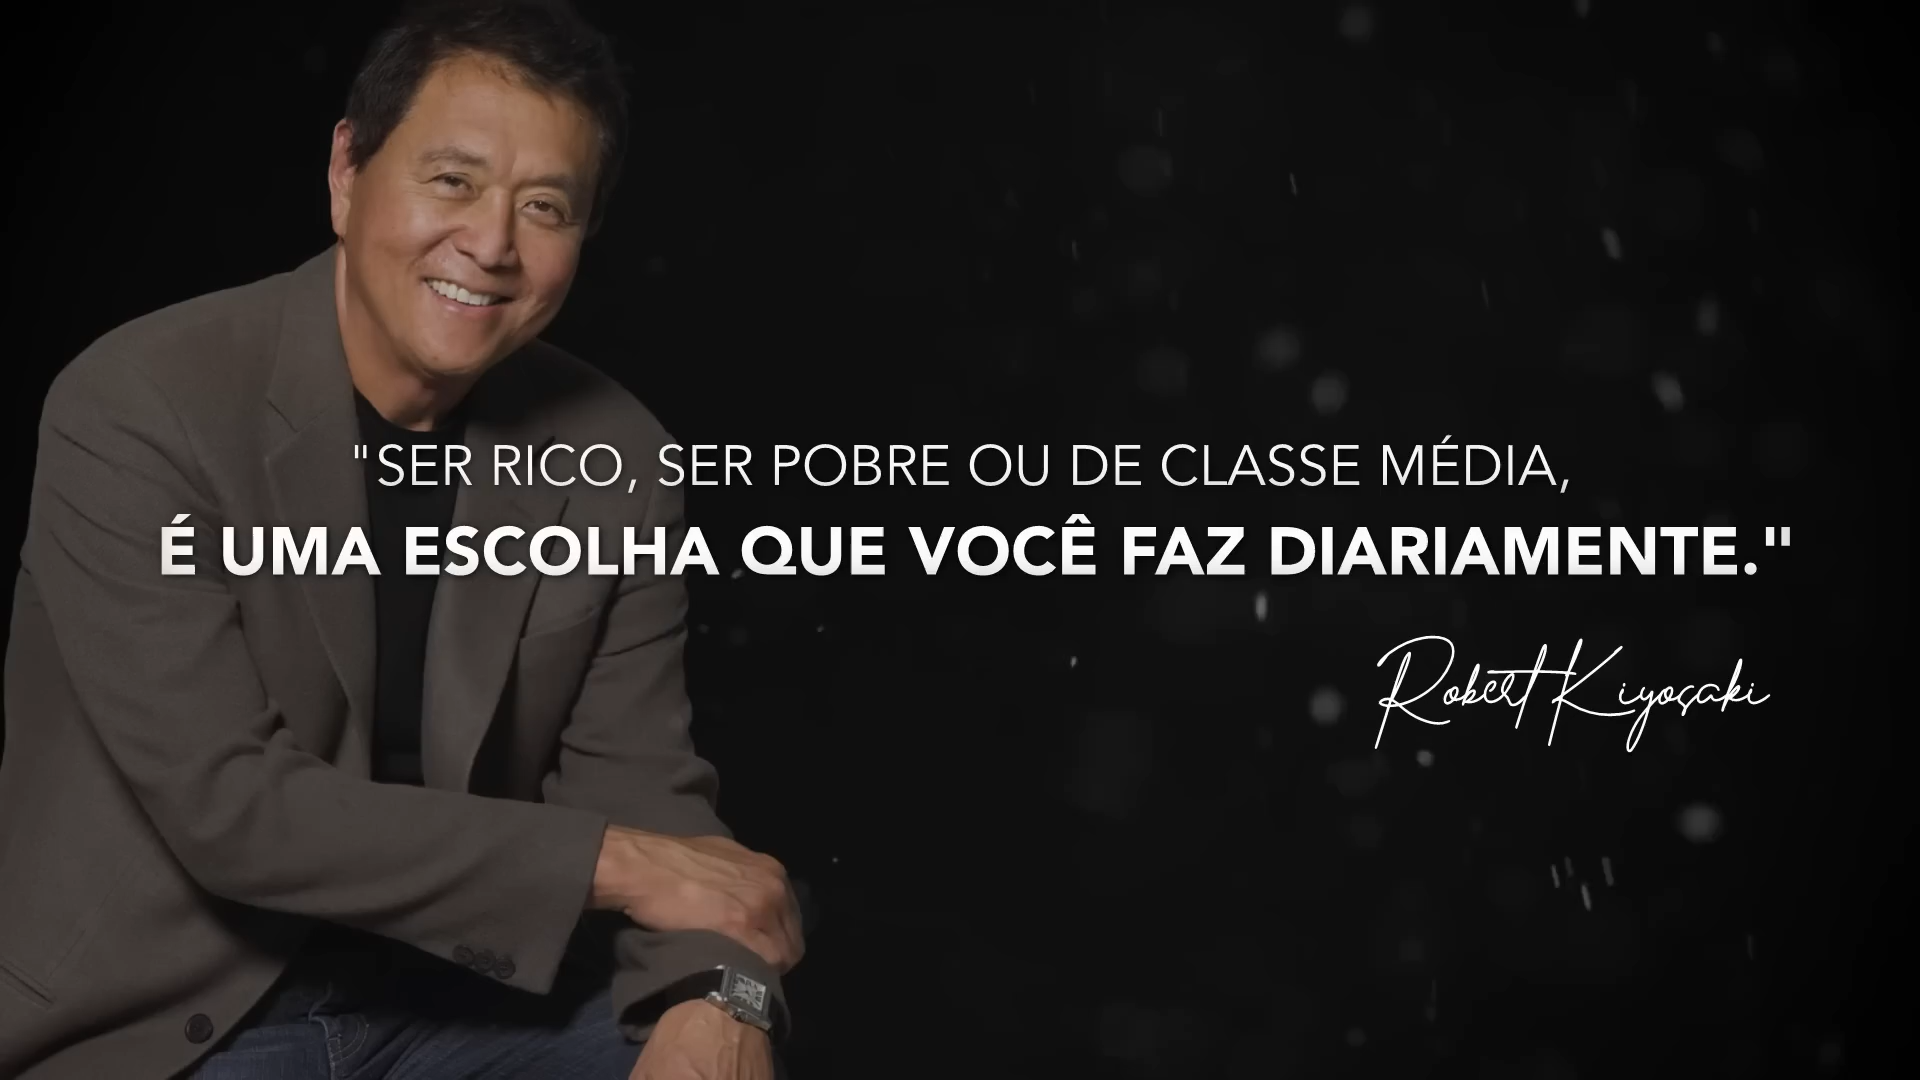 "SER RICO, SER POBRE OU DE CLASSE MÉDIA,
É UMA ESCOLHA QUE VOCÊ FAZ DIARIAMENTE."
Robert Kiyosaki